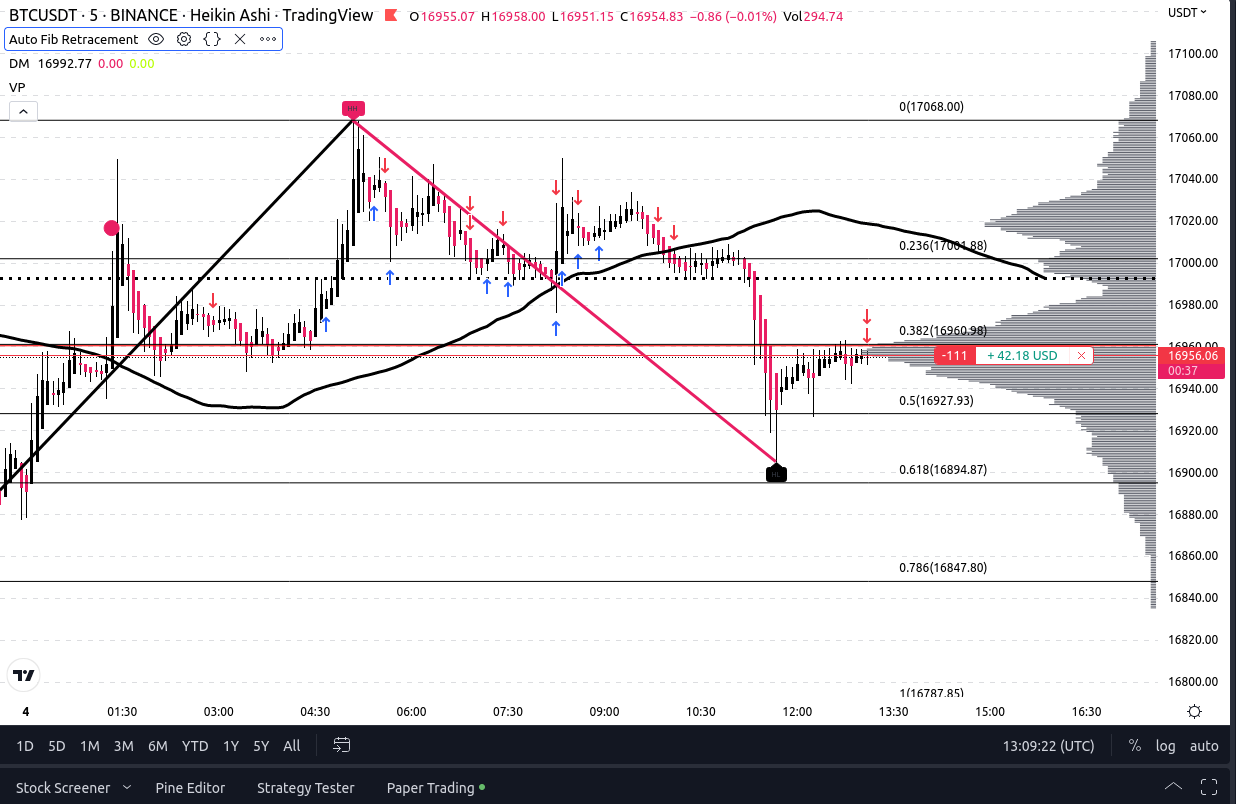 BTCUSDT · 5 · BINANCE · Heikin Ashi · TradingView O16955.07 H16958.00 L16951.15 C16954.83 −0.86 (−0.01%) Vol294.74 USDT
Auto Fib Retracement
DM 16992.77 0.00 0.00
VP
17100.00
17080.00
0(17068.00)
17060.00
17040.00
17020.00
0.236(17001.88)
17000.00
16980.00
0.382(16960.98)
16960.00
-111 + 42.18 USD 16956.06
00:37
16940.00
0.5(16927.93)
16920.00
0.618(16894.87)
16900.00
HL
16880.00
16860.00
0.786(16847.80)
16840.00
16820.00
1(16787.85)
16800.00
4 01:30 03:00 04:30 06:00 07:30 09:00 10:30 12:00 13:30 15:00 16:30
1D 5D 1M 3M 6M YTD 1Y 5Y All 13:09:22 (UTC) % log auto
Stock Screener Pine Editor Strategy Tester Paper Trading